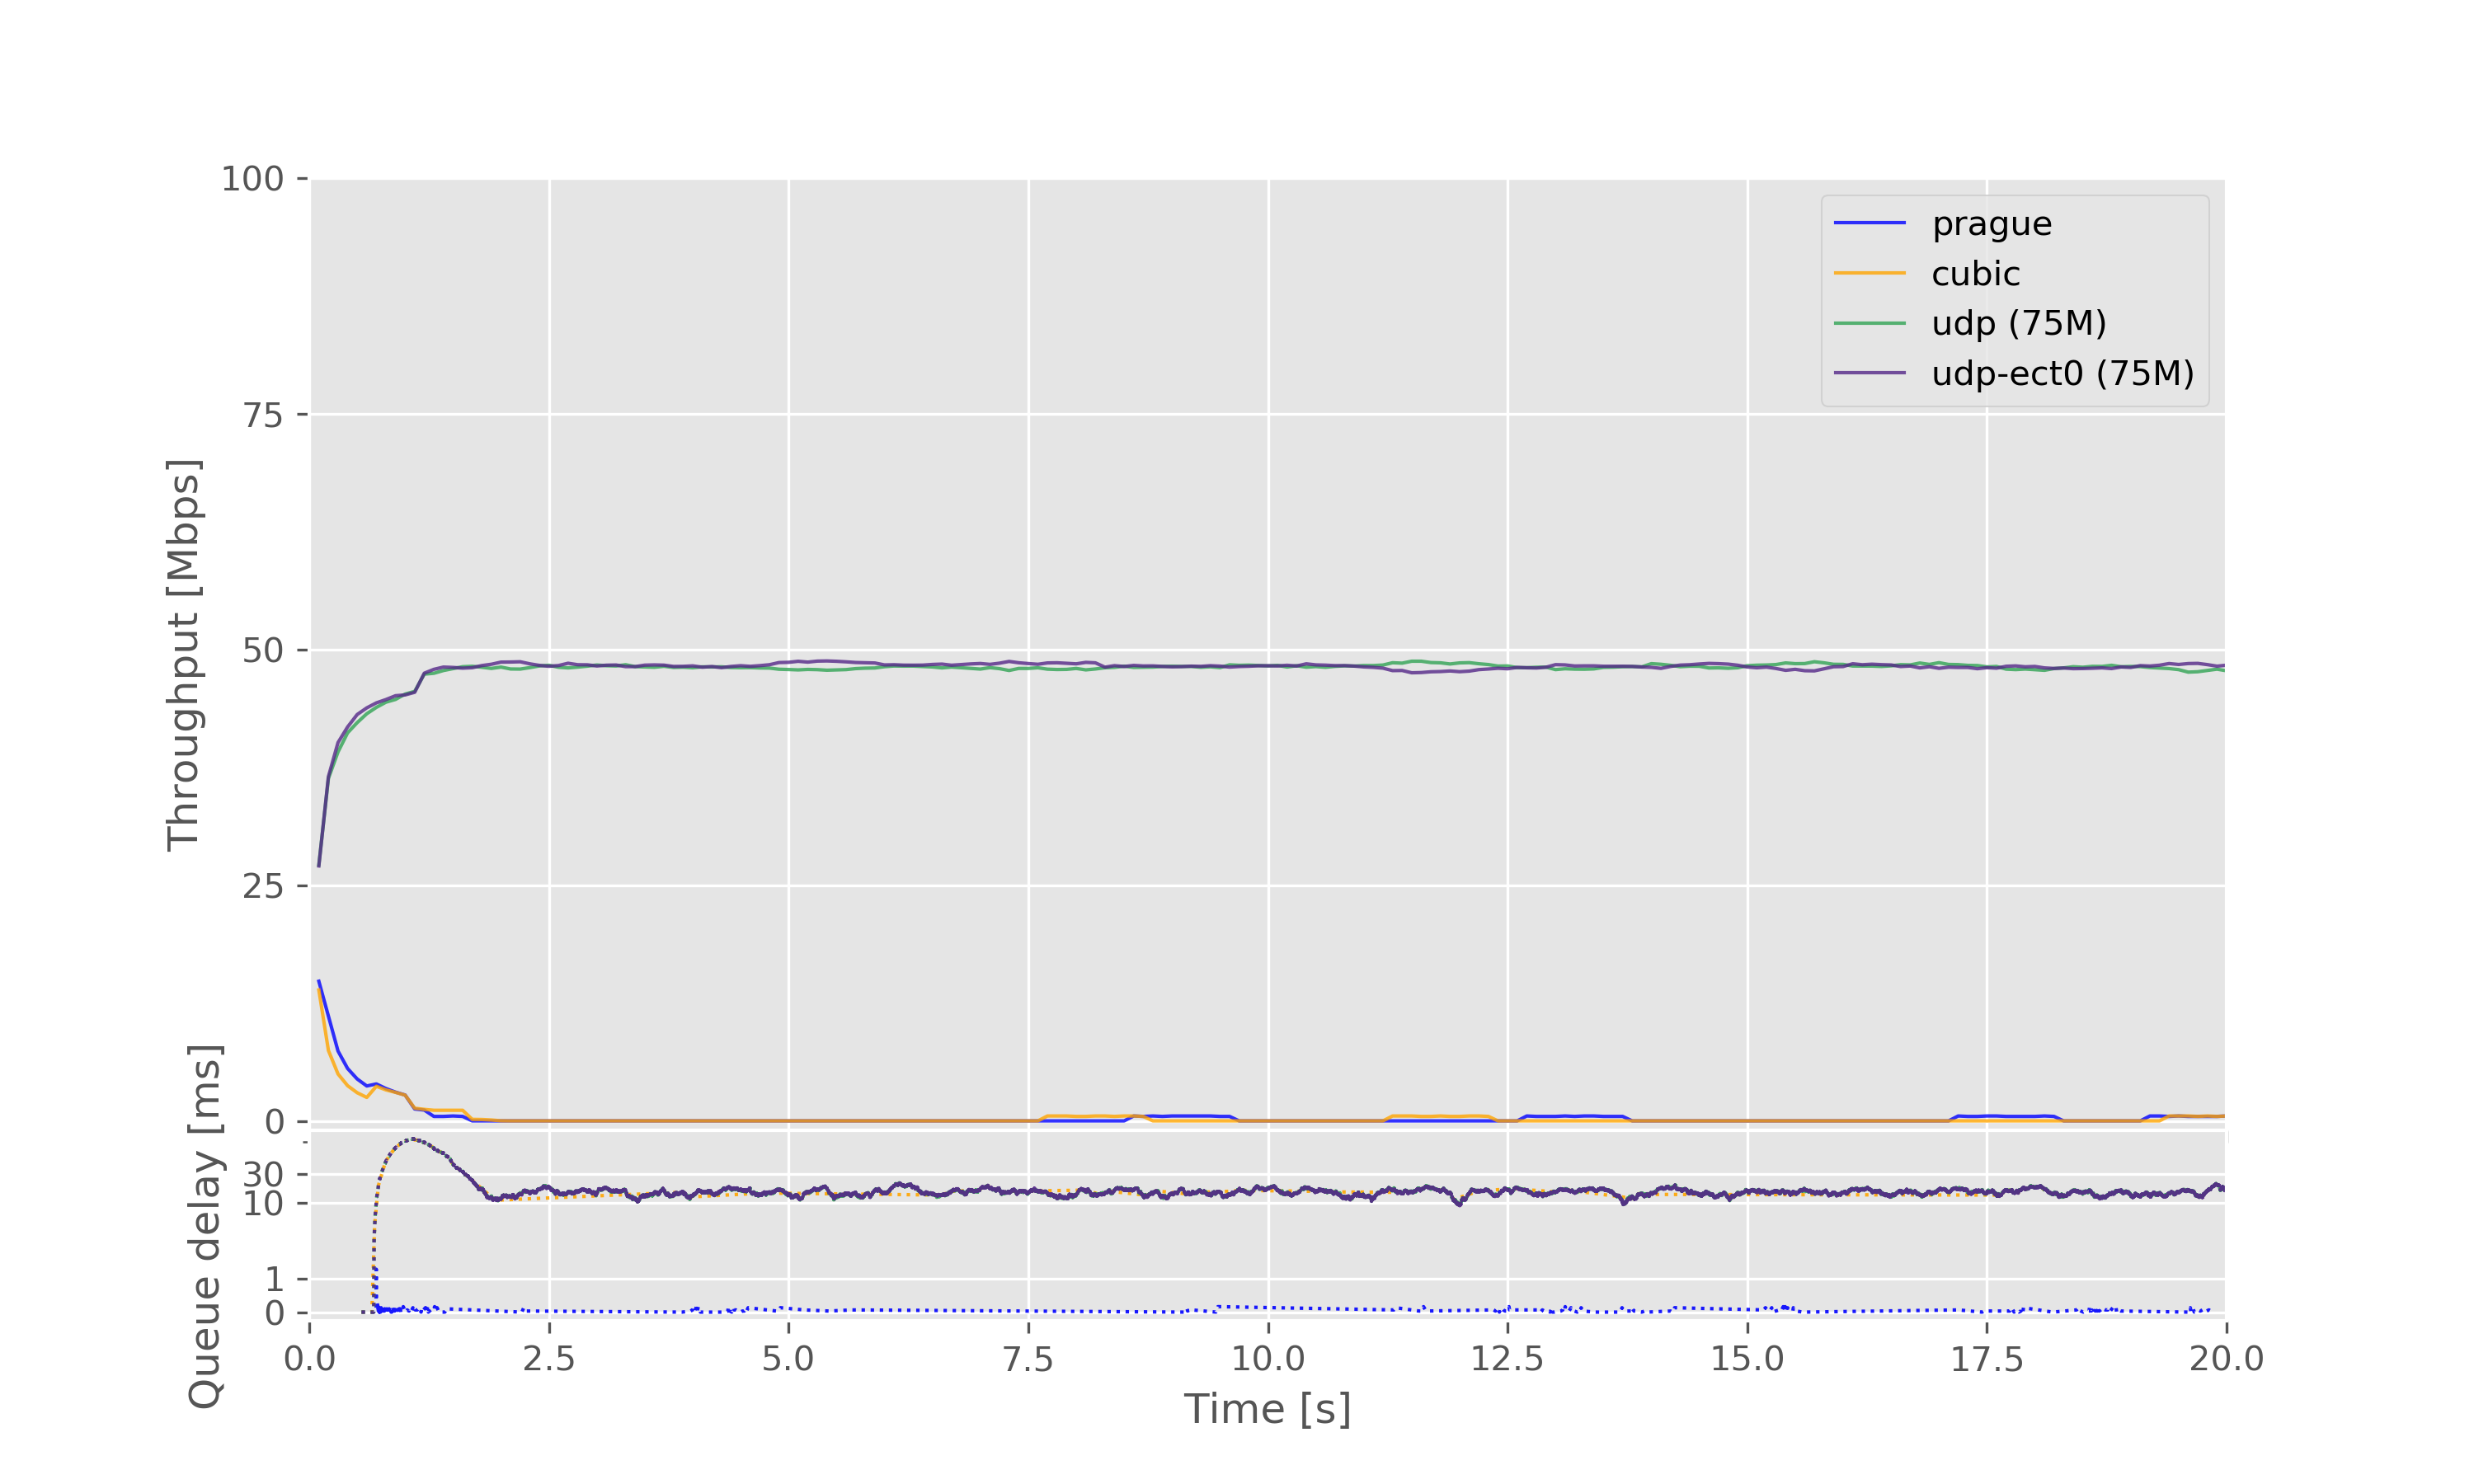 100
75
50
25
0
Throughput [Mbps]
prague
cubic
udp (75M)
udp-ect0 (75M)
Queue delay [ms]
-
30
10
1
0
0.0 2.5 5.0 7.5 10.0 12.5 15.0 17.5 20.0
Time [s]